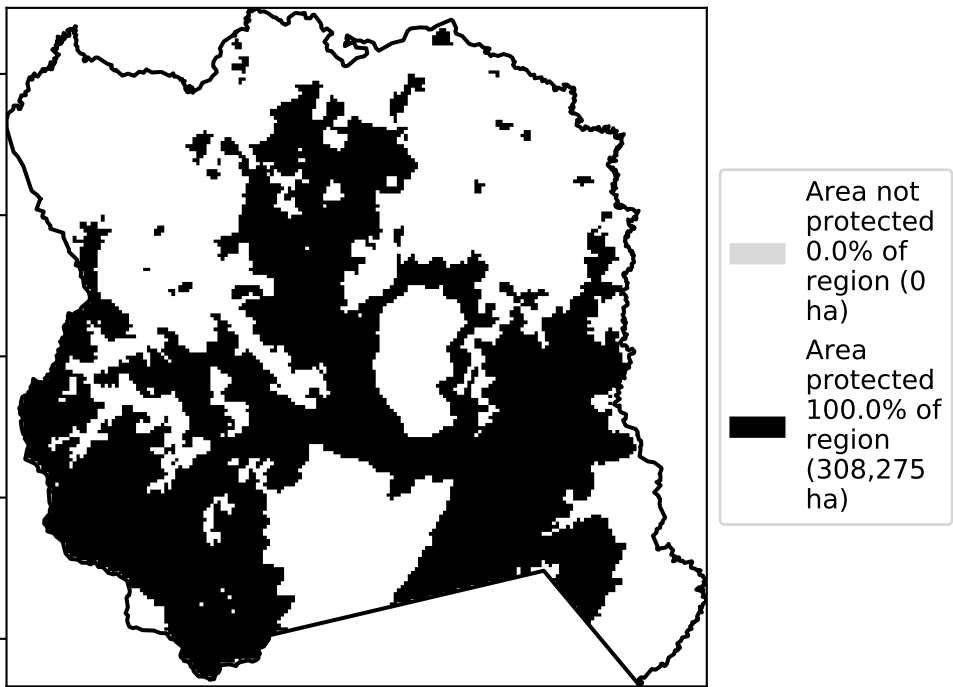 Area not
protected
0.0% of
region (0
ha)
Area
protected
100.0% of
region
(308,275
ha)